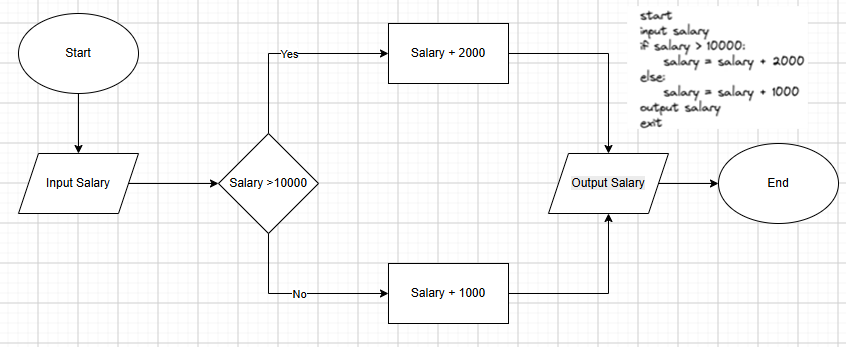 Start
Input Salary
Salary >10000
Yes
Salary + 2000
No
Salary + 1000
Output Salary
End
start
input salary
if salary > 10000:
salary = salary + 2000
else:
salary = salary + 1000
output salary
exit